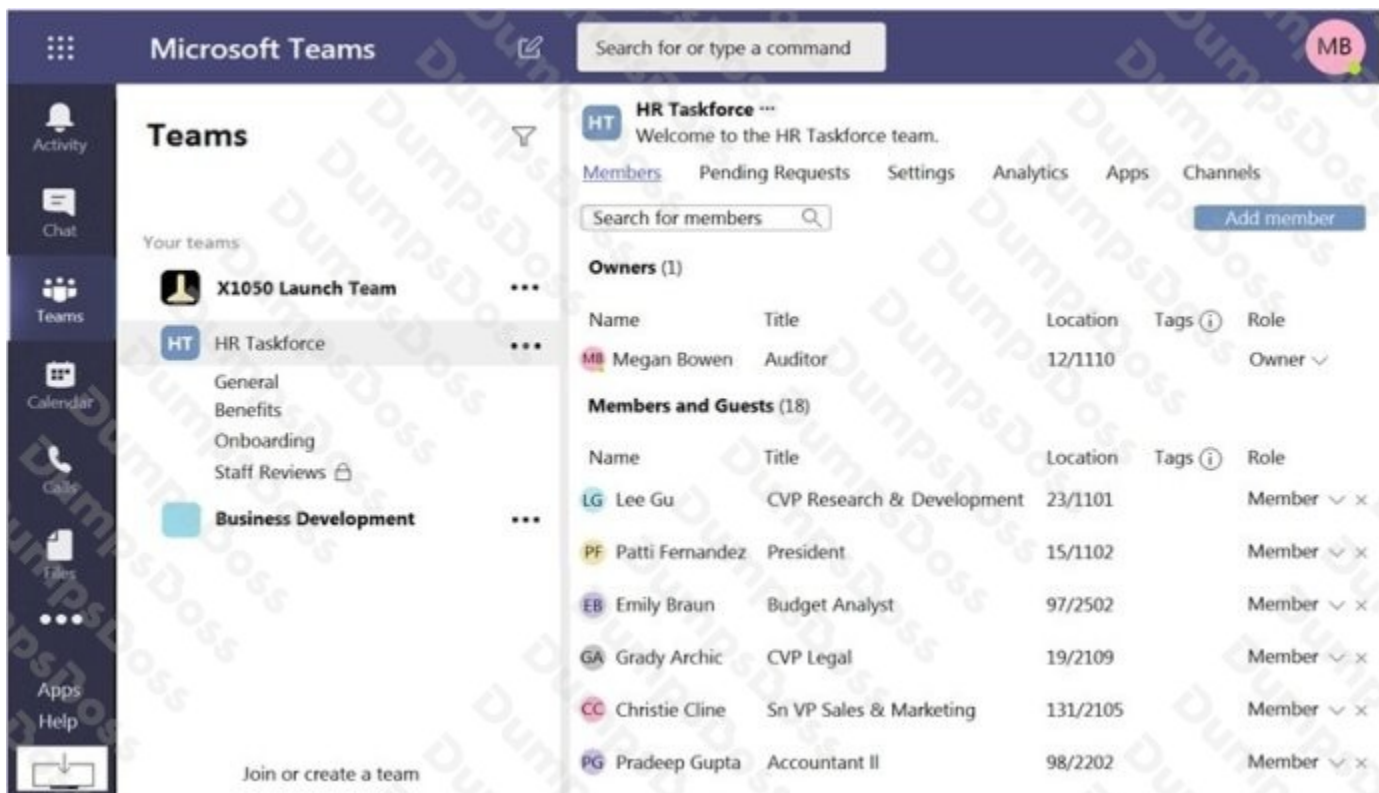 Microsoft Teams
Search for or type a command
MB
Activity
Chat
Teams
Calendar
Calls
Files
Apps
Help
Teams
Your teams
X1050 Launch Team
HT HR Taskforce
General
Benefits
Onboarding
Staff Reviews
Business Development
Join or create a team
HT
HR Taskforce ...
Welcome to the HR Taskforce team.
Members Pending Requests Settings Analytics Apps Channels
Search for members
Add member
Owners (1)
Name Title Location Tags Role
MB Megan Bowen Auditor 12/1110 Owner
Members and Guests (18)
Name Title Location Tags Role
LG Lee Gu CVP Research & Development 23/1101 Member
PF Patti Fernandez President 15/1102 Member
EB Emily Braun Budget Analyst 97/2502 Member
GA Grady Archic CVP Legal 19/2109 Member
CC Christie Cline Sn VP Sales & Marketing 131/2105 Member
PG Pradeep Gupta Accountant II 98/2202 Member
DumpsDoss